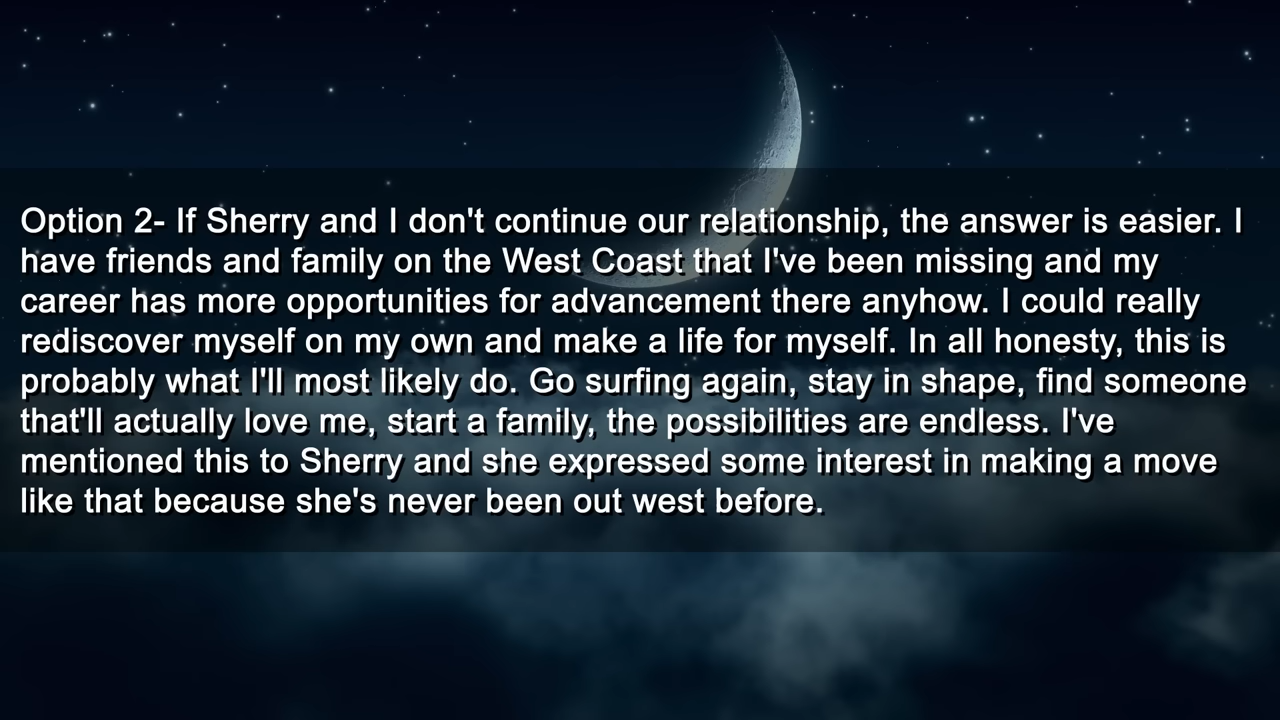 Option 2- If Sherry and I don't continue our relationship, the answer is easier. I
have friends and family on the West Coast that I've been missing and my
career has more opportunities for advancement there anyhow. I could really
rediscover myself on my own and make a life for myself. In all honesty, this is
probably what I'll most likely do. Go surfing again, stay in shape, find someone
that'll actually love me, start a family, the possibilities are endless. I've
mentioned this to Sherry and she expressed some interest in making a move
like that because she's never been out west before.